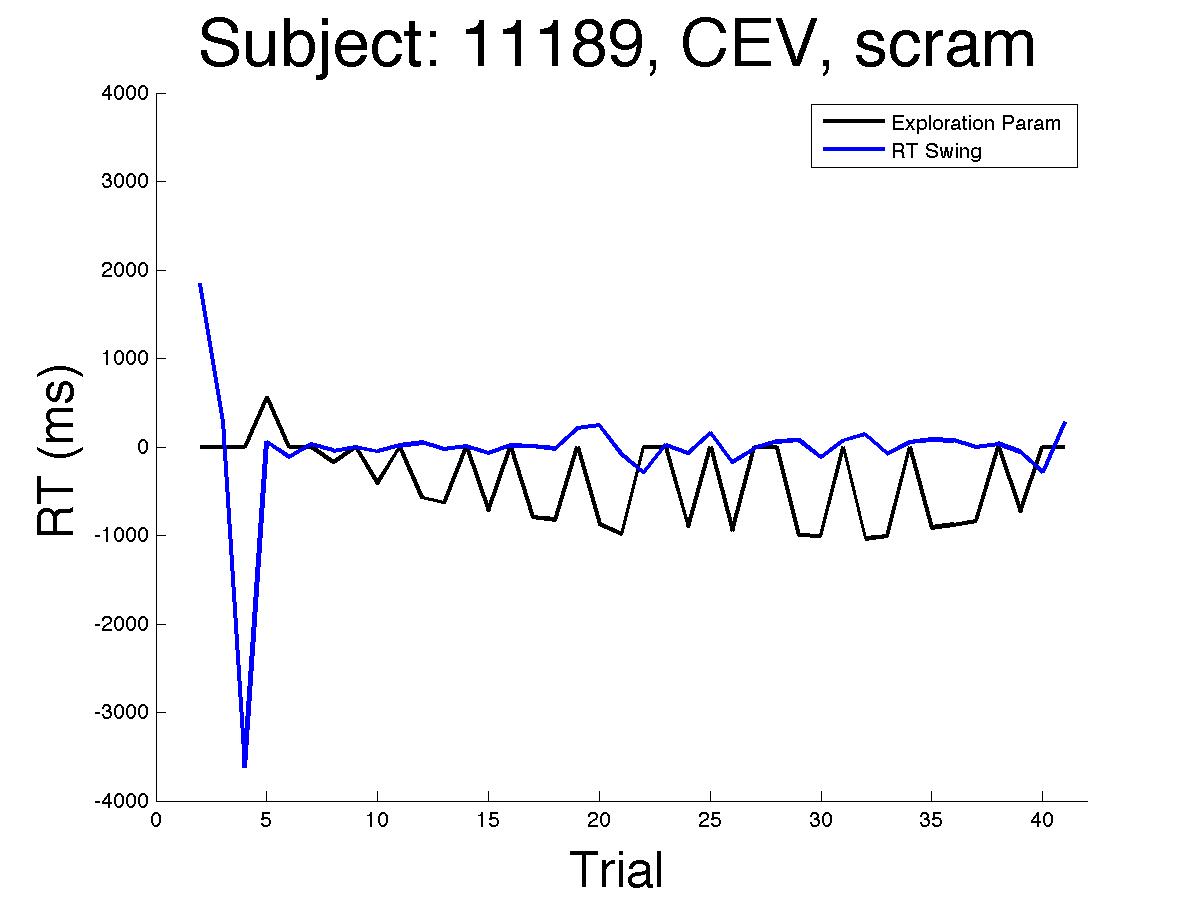 Subject: 11189, CEV, scram
4000
3000
2000
1000
0
-1000
-2000
-3000
-4000
RT (ms)
Exploration Param
RT Swing
0 5 10 15 20 25 30 35 40
Trial